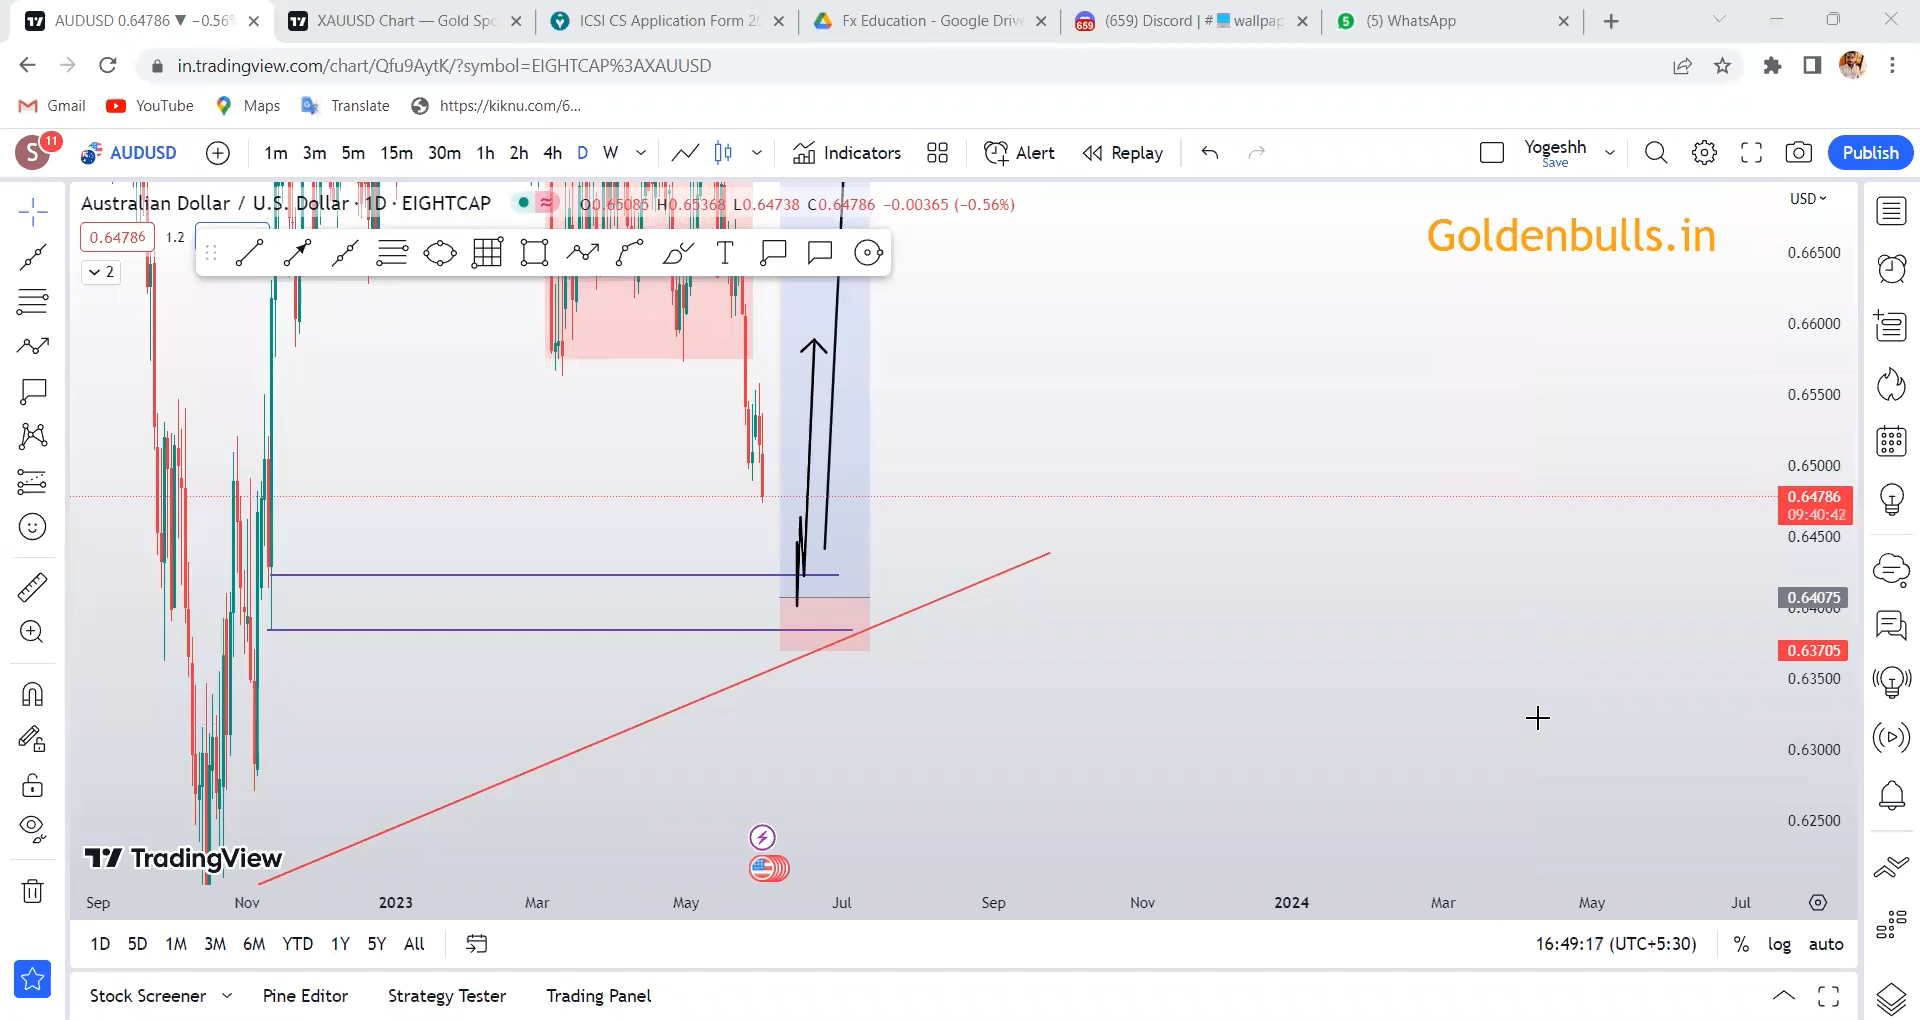 AUDUSD 0.64786 ▼ −0.56%
XAUUSD Chart — Gold Spo
ICSI CS Application Form 2
Fx Education - Google Drive
(659) Discord | # wallpap
(5) WhatsApp
in.tradingview.com/chart/Qfu9AytK/?symbol=EIGHTCAP%3AXAUUSD
Gmail YouTube Maps Translate https://kiknu.com/6...
S 11 AUDUSD 1m 3m 5m 15m 30m 1h 2h 4h D W Indicators Alert Replay Yogeshh Save Publish
Australian Dollar / U.S. Dollar · 1D · EIGHTCAP O0.65085 H0.65368 L0.64738 C0.64786 −0.00365 (−0.56%)
USD
0.64786 1.2
2
Goldenbulls.in
0.66500
0.66000
0.65500
0.65000
0.64786
09:40:42
0.64500
0.64075
0.64000
0.63705
0.63500
0.63000
0.62500
TradingView
Sep Nov 2023 Mar May Jul Sep Nov 2024 Mar May Jul
1D 5D 1M 3M 6M YTD 1Y 5Y All 16:49:17 (UTC+5:30) % log auto
Stock Screener Pine Editor Strategy Tester Trading Panel